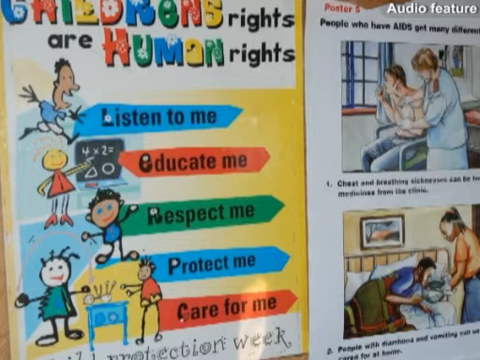 CHILDREN'S rights
are HUMAN rights
Listen to me
4 x 2=
educate me
Respect me
Protect me
Care for me
protection week
Audio feature
Poster 5
People who have AIDS get many different
1. Chest and breathing sicknesses can be
medicines from the clinic.
2. People with diarrhoea and vomiting
cared for at home.